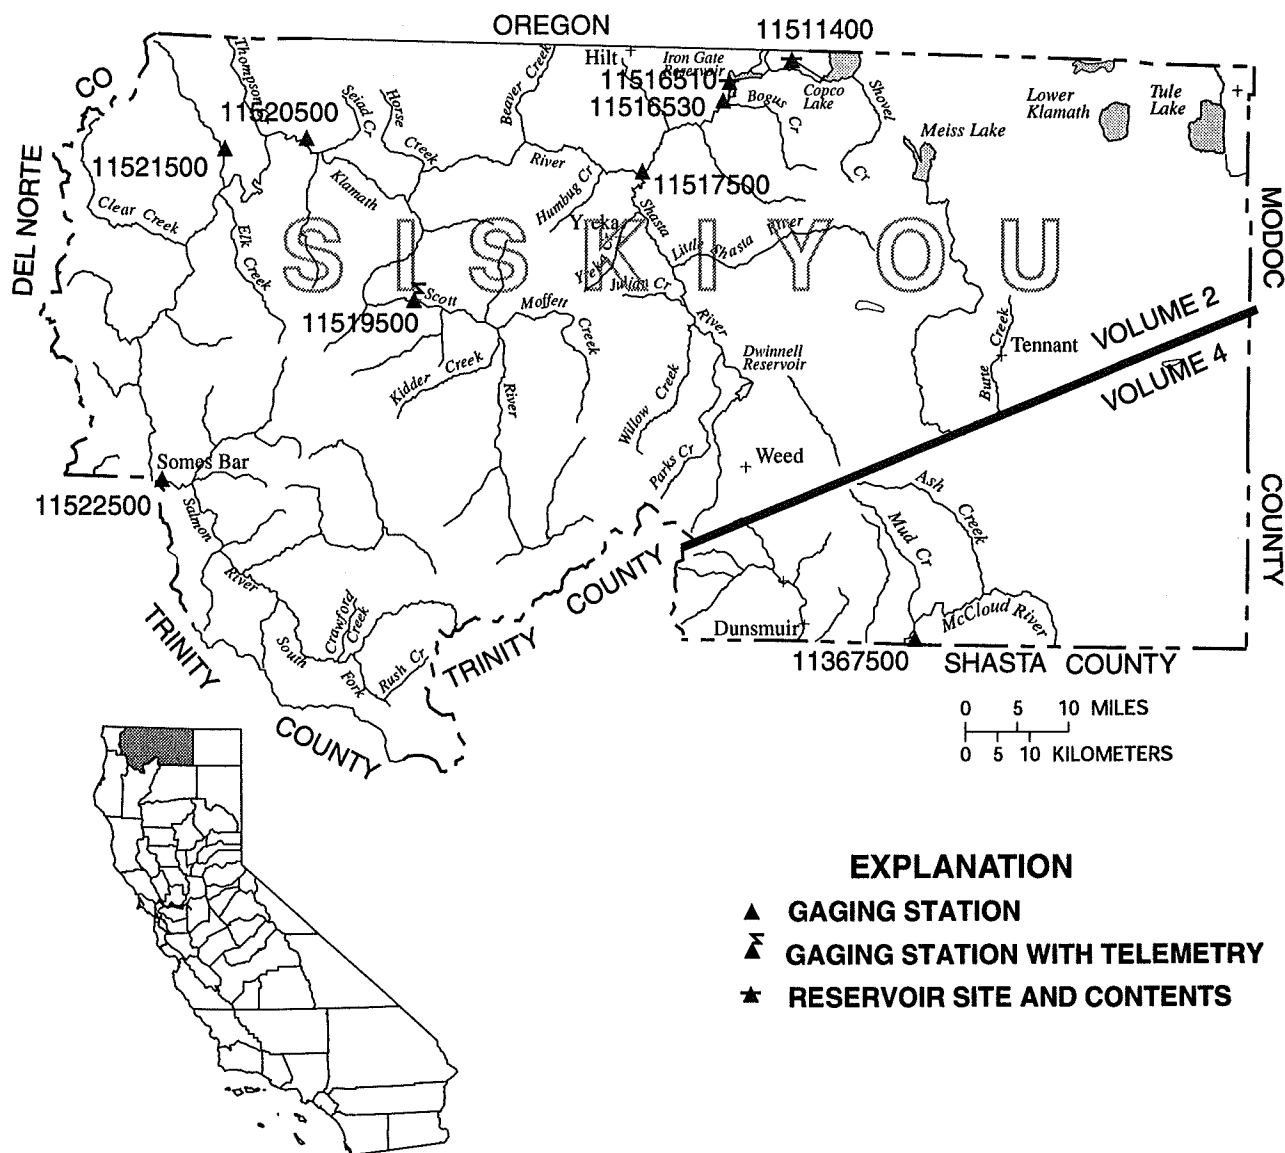 OREGON
11511400
Hilt
Iron Gate
Reservoir
11516510
11516530
Bogus
Cr
Copco
Lake
Shovel
Cr
Lower
Klamath
Tule
Lake
Meiss Lake
CO
DEL NORTE
Thompson
11520500
Seiad Cr
Horse
Creek
Beaver Creek
River
11521500
Klamath
Humbug Cr
11517500
Clear Creek
Elk
Creek
Shasta
Yreka
Yreka Cr
Little Shasta River
SISKIYOU
MODOC
Julian Cr
Scott
11519500
Moffett
Creek
River
VOLUME 2
VOLUME 4
Creek
Butte
Tennant
Dwinnell
Reservoir
Kidder Creek
River
Willow Creek
Parks Cr
Weed
Somes Bar
11522500
Salmon
River
Ash
Creek
Mud Cr
COUNTY
COUNTY
TRINITY
TRINITY
COUNTY
Crawford
Creek
South
Fork
Rush Cr
Dunsmuir
McCloud River
11367500
SHASTA COUNTY
0 5 10 MILES
0 5 10 KILOMETERS
EXPLANATION
GAGING STATION
GAGING STATION WITH TELEMETRY
RESERVOIR SITE AND CONTENTS